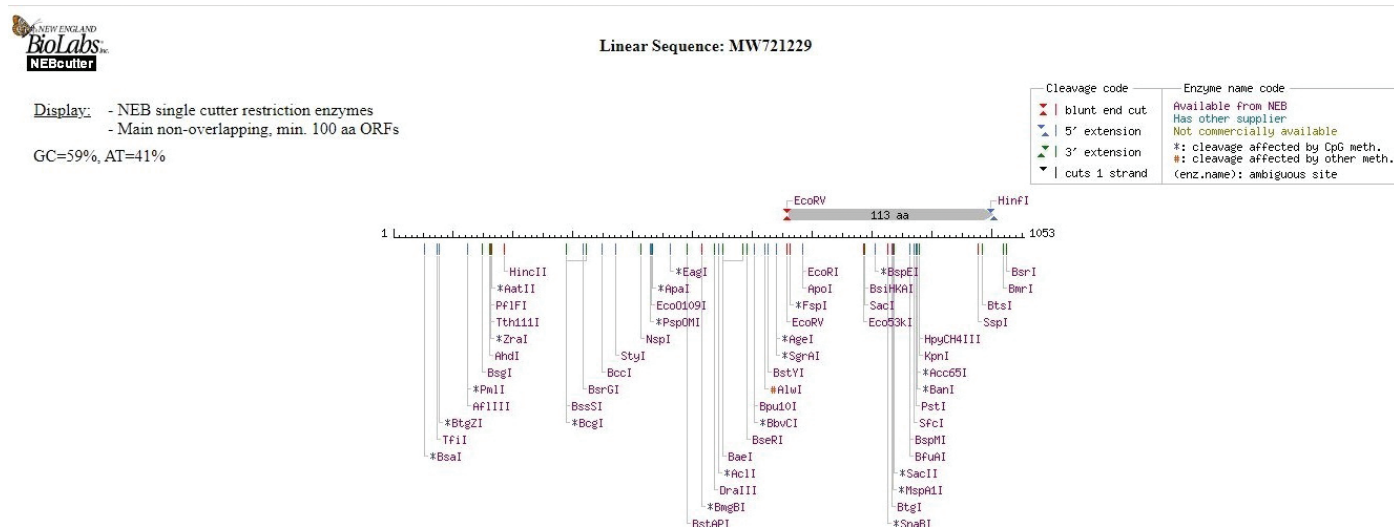 NEW ENGLAND
BioLabs Inc.
NEBcutter
Linear Sequence: MW721229
Display: - NEB single cutter restriction enzymes
- Main non-overlapping, min. 100 aa ORFs
GC=59%, AT=41%
Cleavage code
blunt end cut
5' extension
3' extension
cuts 1 strand
Enzyme name code
Available from NEB
Has other supplier
Not commercially available
*: cleavage affected by CpG meth.
#: cleavage affected by other meth.
(enz.name): ambiguous site
EcoRV HinfI
113 aa
1 1053
HincII *EagI EcoRI *BspEI BsrI
*AatII *ApaI ApoI BsiHKAI BmrI
PflFI EcoO109I *FspI SacI BtsI
Tth111I *PspOMI EcoRV Eco53kI SspI
*ZraI NspI *AgeI HpyCH4III
AhdI StyI *SgrAI KpnI
BsgI BccI BstYI *Acc65I
*PmlI BsrGI #AlwI *BanI
AflIII BssSI Bpu10I PstI
*BtgZI *BcgI *BbvCI SfcI
TfiI BseRI BspMI
*BsaI BaeI BfuAI
*AclI *SacII
DraIII *MspA1I
*BmgBI BtgI
BstAPI *SnaBI